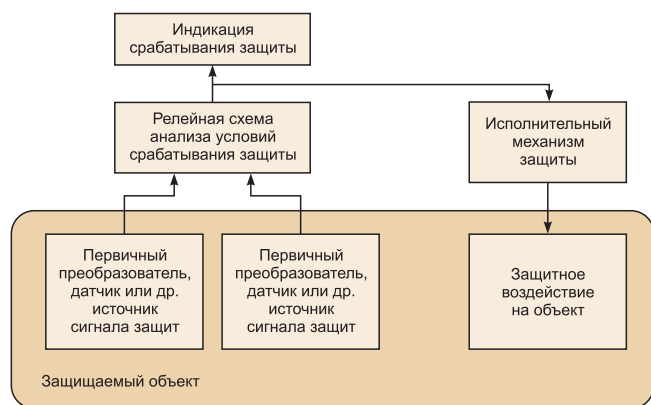 Индикация
срабатывания защиты
Релейная схема
анализа условий
срабатывания защиты
Исполнительный
механизм
защиты
Первичный
преобразователь,
датчик или др.
источник
сигнала защит
Первичный
преобразователь,
датчик или др.
источник
сигнала защит
Защитное
воздействие
на объект
Защищаемый объект